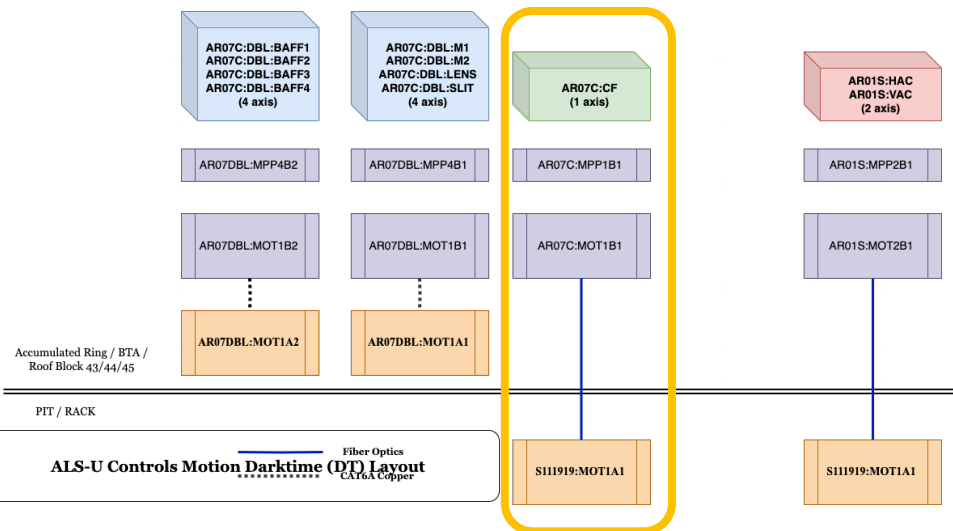 AR07C:DBL:BAFF1
AR07C:DBL:BAFF2
AR07C:DBL:BAFF3
AR07C:DBL:BAFF4
(4 axis)
AR07C:DBL:M1
AR07C:DBL:M2
AR07C:DBL:LENS
AR07C:DBL:SLIT
(4 axis)
AR07C:CF
(1 axis)
AR01S:HAC
AR01S:VAC
(2 axis)
AR07DBL:MPP4B2
AR07DBL:MPP4B1
AR07C:MPP1B1
AR01S:MPP2B1
AR07DBL:MOT1B2
AR07DBL:MOT1B1
AR07C:MOT1B1
AR01S:MOT2B1
AR07DBL:MOT1A2
AR07DBL:MOT1A1
Accumulated Ring / BTA /
Roof Block 43/44/45
PIT / RACK
Fiber Optics
ALS-U Controls Motion Darktime (DT) Layout
CAT6A Copper
S111919:MOT1A1
S111919:MOT1A1